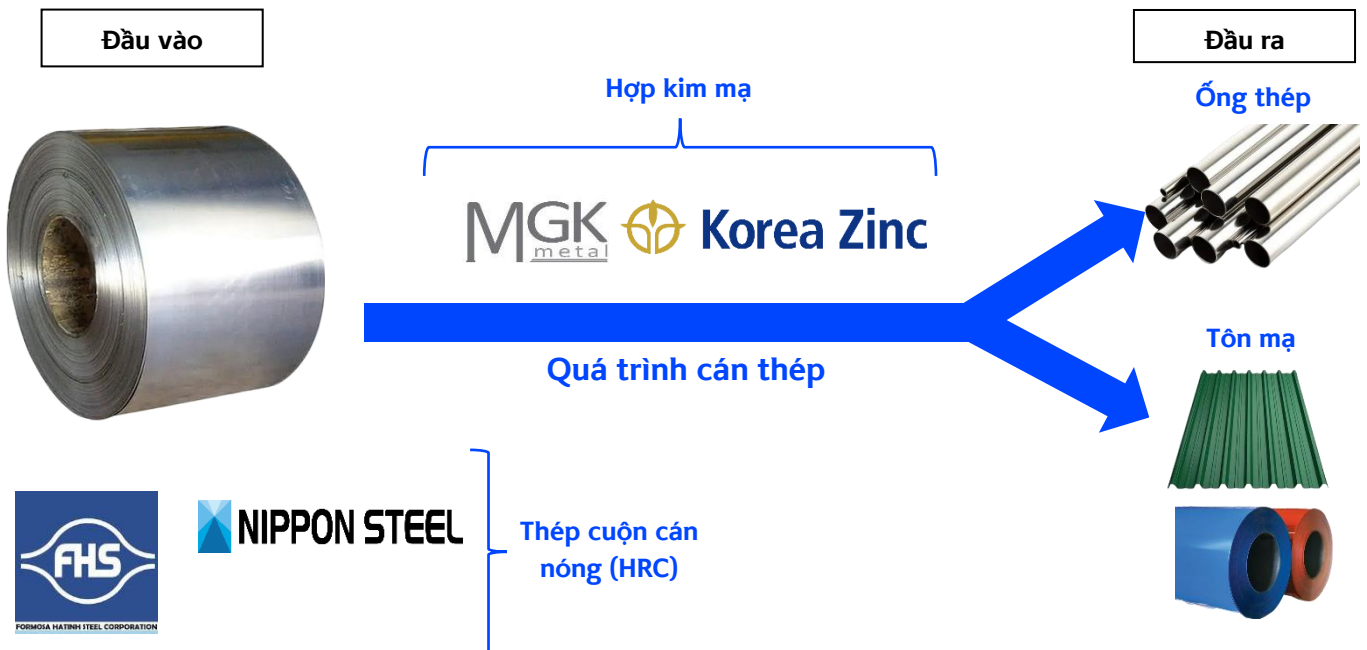 Đầu vào
Đầu ra
Hợp kim mạ
Ống thép
MGK
metal
Korea Zinc
Quá trình cán thép
Tôn mạ
FHS
FORMOSA HATINH STEEL CORPORATION
NIPPON STEEL
Thép cuộn cán
nóng (HRC)